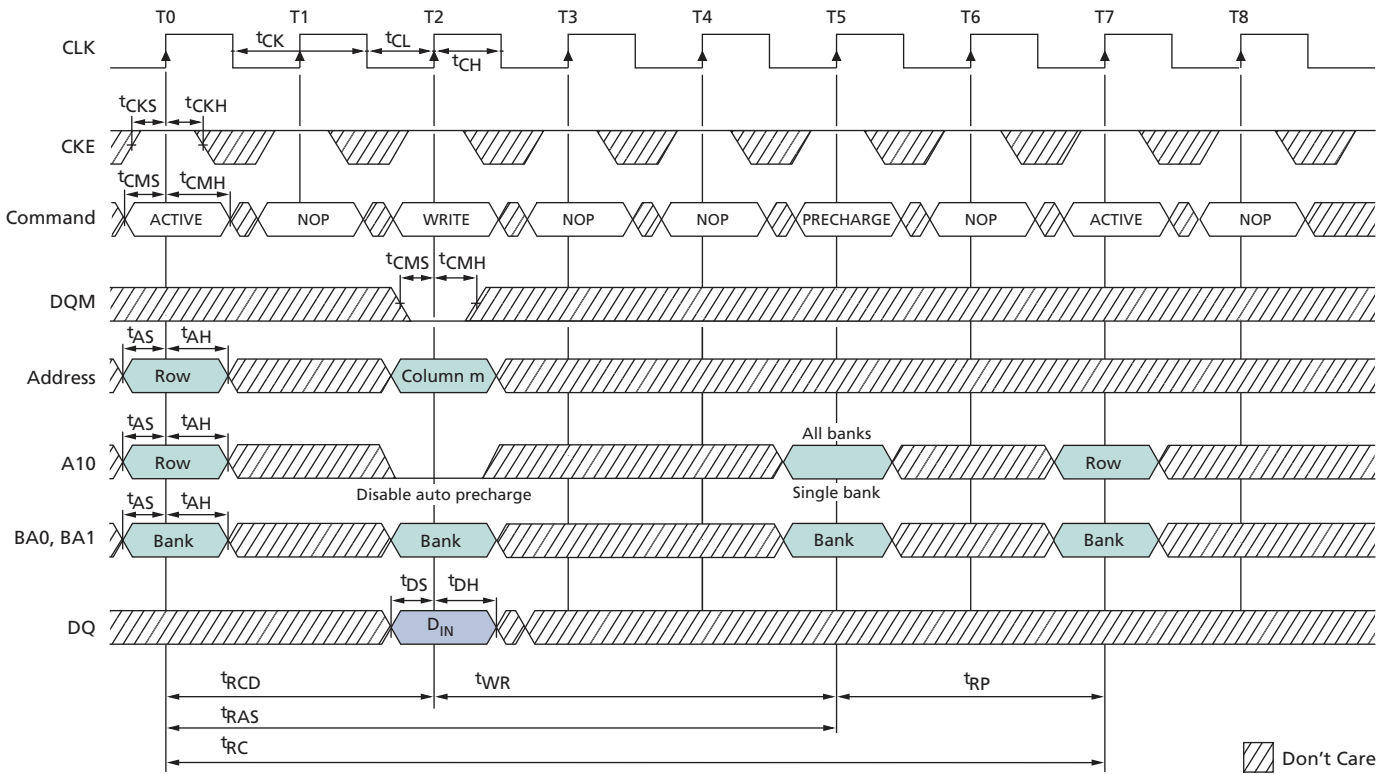 T0 T1 T2 T3 T4 T5 T6 T7 T8
CLK tCK tCL tCH
tCKS tCKH
CKE
tCMS tCMH
Command ACTIVE NOP WRITE NOP NOP PRECHARGE NOP ACTIVE NOP
tCMS tCMH
DQM
tAS tAH
Address Row Column m
tAS tAH All banks
A10 Row Row
Disable auto precharge Single bank
tAS tAH
BA0, BA1 Bank Bank Bank Bank
tDS tDH
DQ DIN
tRCD tWR tRP
tRAS
tRC
Don't Care